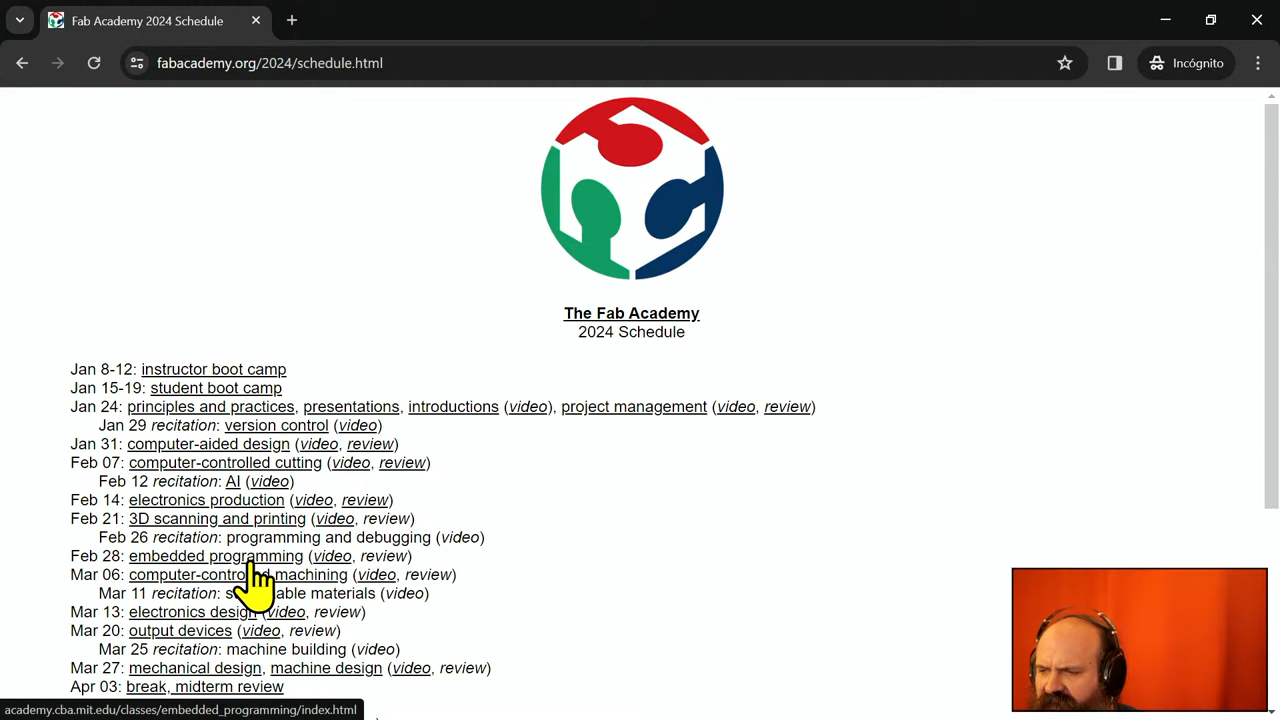 Fab Academy 2024 Schedule
fabacademy.org/2024/schedule.html
Incógnito
The Fab Academy
2024 Schedule
Jan 8-12: instructor boot camp
Jan 15-19: student boot camp
Jan 24: principles and practices, presentations, introductions (video), project management (video, review)
Jan 29 recitation: version control (video)
Jan 31: computer-aided design (video, review)
Feb 07: computer-controlled cutting (video, review)
Feb 12 recitation: AI (video)
Feb 14: electronics production (video, review)
Feb 21: 3D scanning and printing (video, review)
Feb 26 recitation: programming and debugging (video)
Feb 28: embedded programming (video, review)
Mar 06: machining (video, review)
Mar 11 recitation: materials (video)
Mar 13: electronics design (video, review)
Mar 20: output devices (video, review)
Mar 25 recitation: machine building (video)
Mar 27: mechanical design, machine design (video, review)
Apr 03: break, midterm review
academy.cba.mit.edu/classes/embedded_programming/index.html